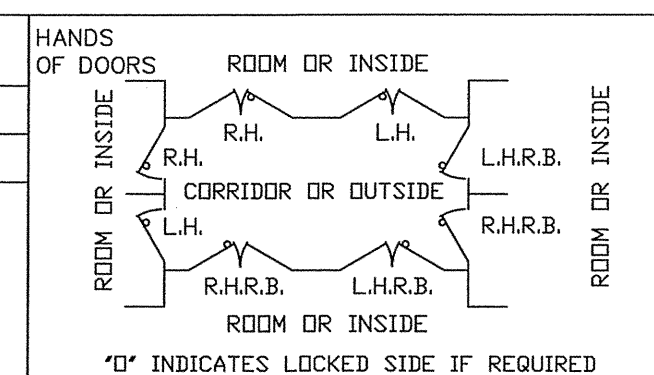 HANDS
OF DOORS
ROOM OR INSIDE
ROOM OR INSIDE
R.H.
L.H.
R.H.
L.H.R.B.
CORRIDOR OR OUTSIDE
L.H.
R.H.R.B.
R.H.R.B.
L.H.R.B.
ROOM OR INSIDE
ROOM OR INSIDE
"O" INDICATES LOCKED SIDE IF REQUIRED